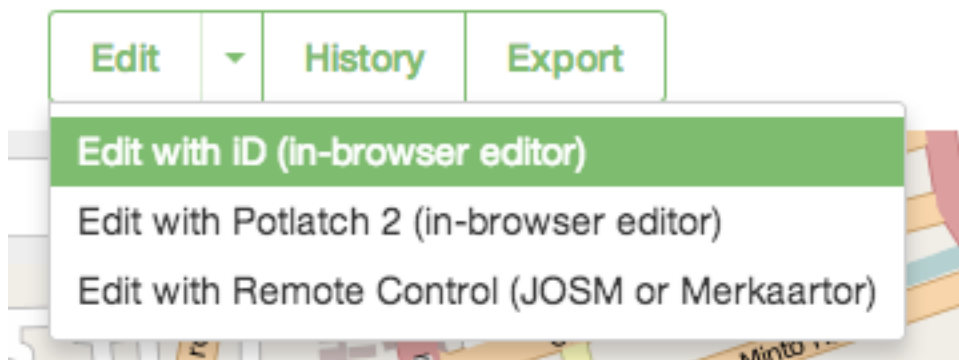 Edit History Export
Edit with iD (in-browser editor)
Edit with Potlatch 2 (in-browser editor)
Edit with Remote Control (JOSM or Merkaartor)
Minto